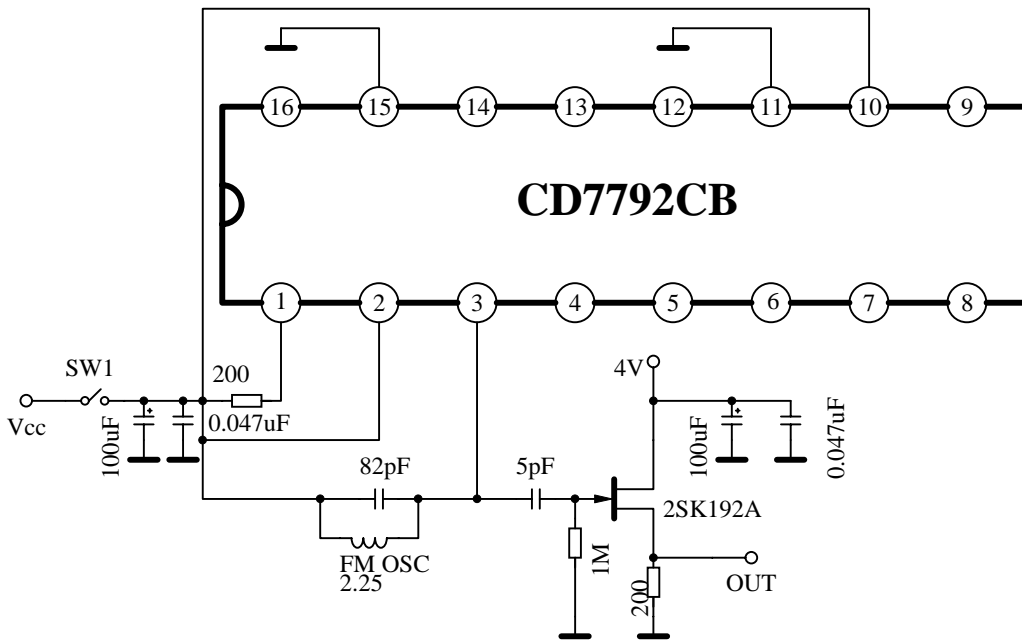 16 15 14 13 12 11 10 9
CD7792CB
1 2 3 4 5 6 7 8
SW1
200
4V
Vcc
100uF
0.047uF
100uF
0.047uF
82pF
5pF
2SK192A
FM OSC
2.25
1M
200
OUT